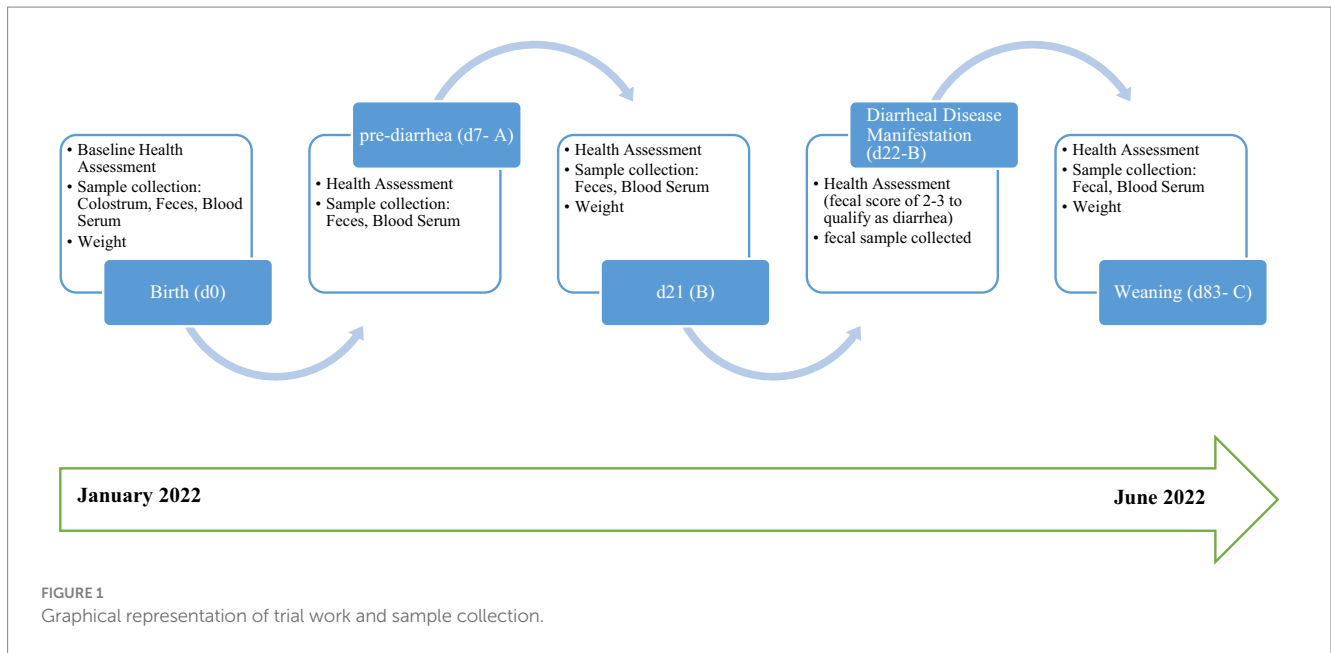 • Baseline Health
Assessment
• Sample collection:
Colostrum, Feces, Blood
Serum
• Weight
Birth (d0)
pre-diarrhea (d7- A)
• Health Assessment
• Sample collection:
Feces, Blood Serum
• Health Assessment
• Sample collection:
Feces, Blood Serum
• Weight
d21 (B)
Diarrheal Disease
Manifestation
(d22-B)
• Health Assessment
(fecal score of 2-3 to
qualify as diarrhea)
• fecal sample collected
• Health Assessment
• Sample collection:
Fecal, Blood Serum
• Weight
Weaning (d83- C)
January 2022
June 2022
FIGURE 1
Graphical representation of trial work and sample collection.